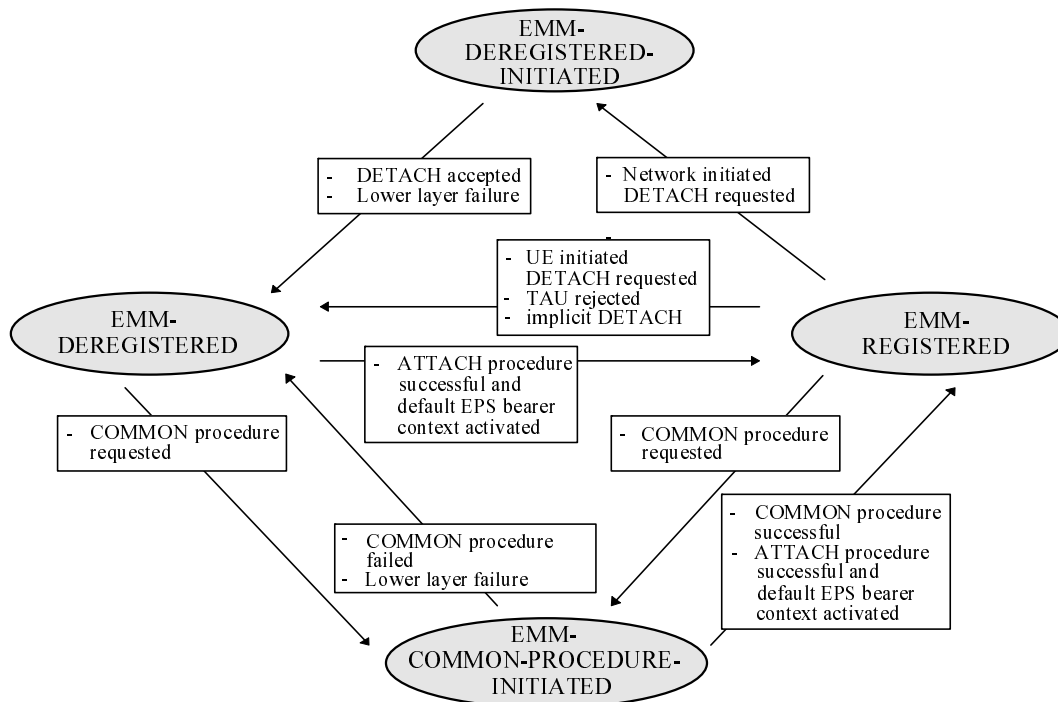 EMM-
DEREGISTERED-
INITIATED
- DETACH accepted
- Lower layer failure
- Network initiated
DETACH requested
-
- UE initiated
DETACH requested
- TAU rejected
- implicit DETACH
EMM-
DEREGISTERED
EMM-
REGISTERED
- ATTACH procedure
successful and
default EPS bearer
context activated
- COMMON procedure
requested
- COMMON procedure
requested
- COMMON procedure
failed
- Lower layer failure
- COMMON procedure
successful
- ATTACH procedure
successful and
default EPS bearer
context activated
EMM-
COMMON-PROCEDURE-
INITIATED